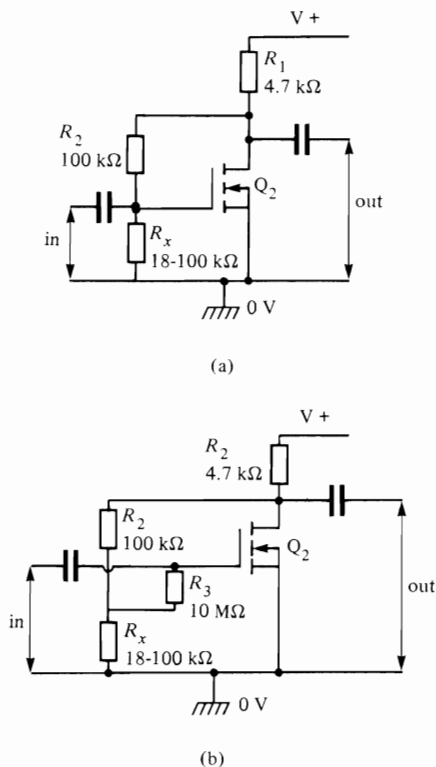 V +
R₁
4.7 kΩ
R₂
100 kΩ
Q₂
in
Rₓ
18-100 kΩ
out
0 V
(a)
V +
R₂
4.7 kΩ
R₂
100 kΩ
Q₂
R₃
10 MΩ
in
Rₓ
18-100 kΩ
out
0 V
(b)